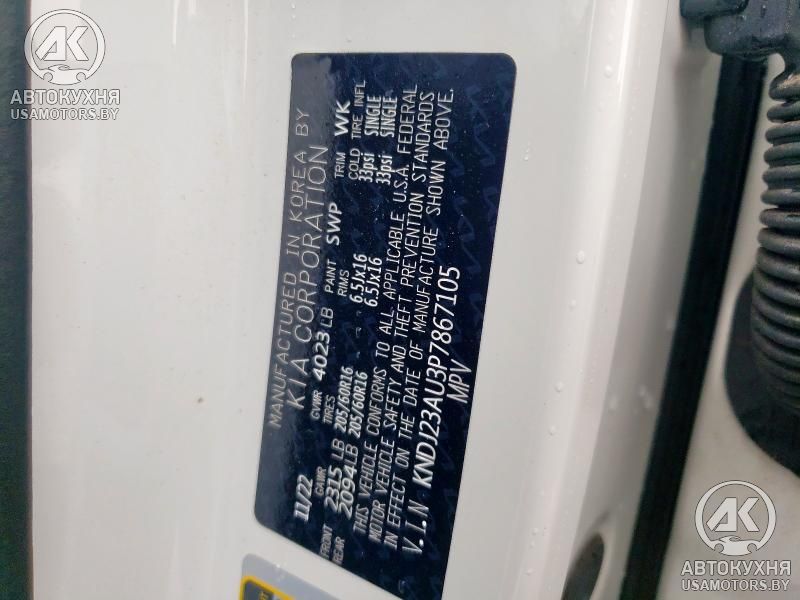 MANUFACTURED IN KOREA BY
KIA CORPORATION
11/22 GVWR 4023 LB PAINT SWP TRIM WK
GAWR TIRES RIMS COLD TIRE INFL
FRONT 2315 LB 205/60R16 6.5Jx16 33psi SINGLE
REAR 2094 LB 205/60R16 6.5Jx16 33psi SINGLE
THIS VEHICLE CONFORMS TO ALL APPLICABLE U.S.A. FEDERAL
MOTOR VEHICLE SAFETY AND THEFT PREVENTION STANDARDS
IN EFFECT ON THE DATE OF MANUFACTURE SHOWN ABOVE.
V.I.N KNDJ23AU3P7867105
MPV
АК
АВТОКУХНЯ
USAMOTORS.BY
АК
АВТОКУХНЯ
USAMOTORS.BY